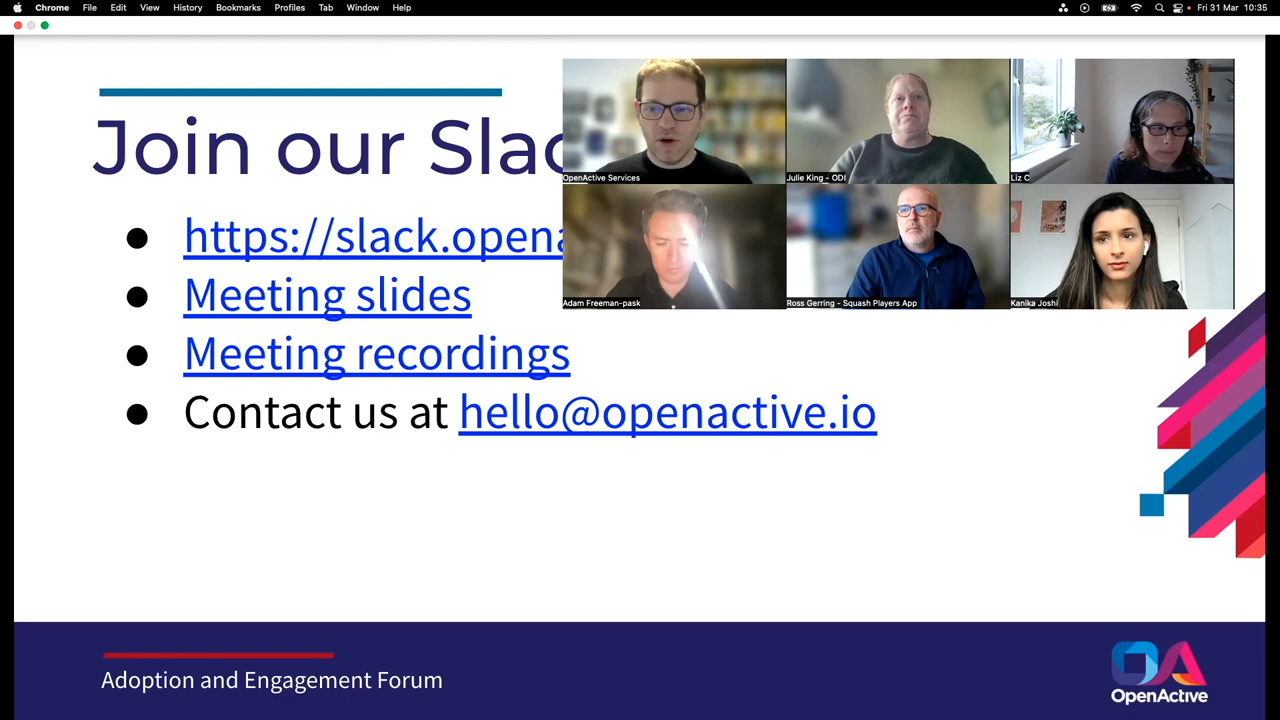 Chrome File Edit View History Bookmarks Profiles Tab Window Help Fri 31 Mar 10:35
Join our Slac
https://slack.opena
Meeting slides
Meeting recordings
Contact us at hello@openactive.io
OpenActive Services
Julie King - ODI
Liz C
Adam Freeman-pask
Ross Gerring - Squash Players App
Kanika Joshi
Adoption and Engagement Forum
OA
OpenActive